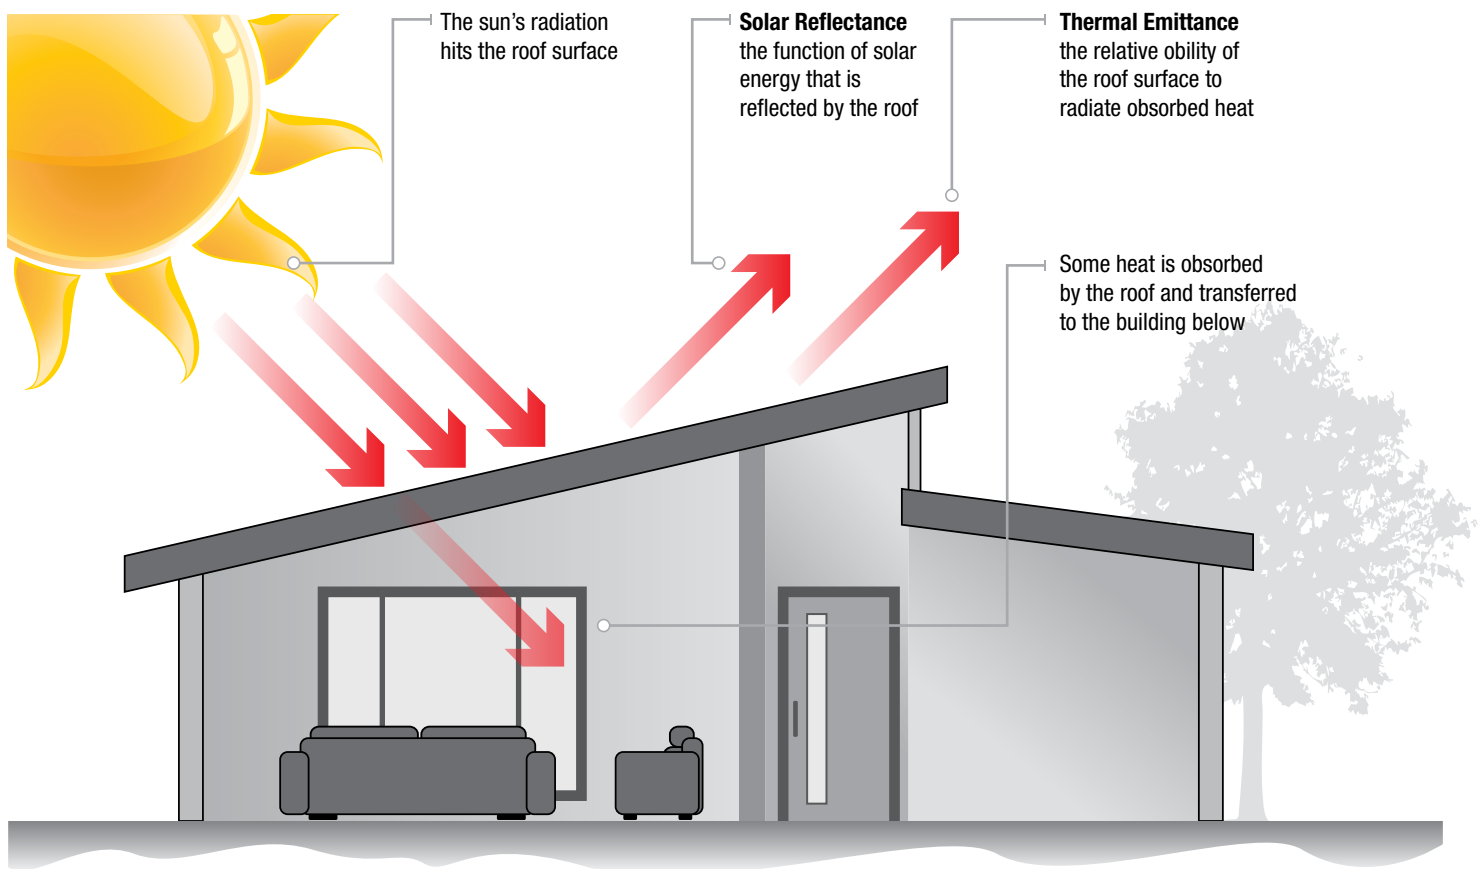 The sun's radiation
hits the roof surface
Solar Reflectance
the function of solar
energy that is
reflected by the roof
Thermal Emittance
the relative obility of
the roof surface to
radiate obsorbed heat
Some heat is obsorbed
by the roof and transferred
to the building below